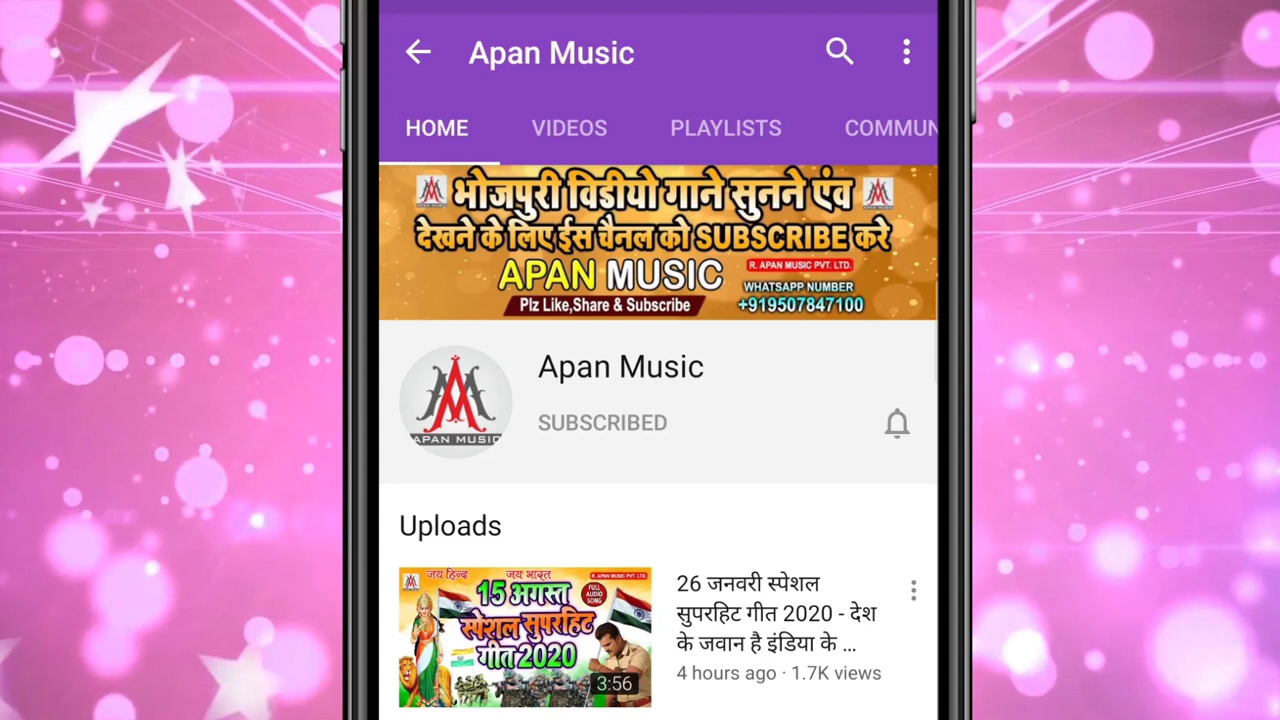 Apan Music
HOME VIDEOS PLAYLISTS COMMUN
भोजपुरी विडीयो गाने सुनने एंव
देखने के लिए ईस चैनल को SUBSCRIBE करे
APAN MUSIC
R. APAN MUSIC PVT. LTD.
Plz Like,Share & Subscribe
WHATSAPP NUMBER
+919507847100
Apan Music
SUBSCRIBED
APAN MUSIC
Uploads
जय हिन्द जय भारत
R. APAN MUSIC PVT. LTD
15 अगस्त
FULL
AUDIO
SONG
स्पेशल सुपरहिट
गीत 2020
3:56
26 जनवरी स्पेशल
सुपरहिट गीत 2020 - देश
के जवान है इंडिया के ...
4 hours ago · 1.7K views